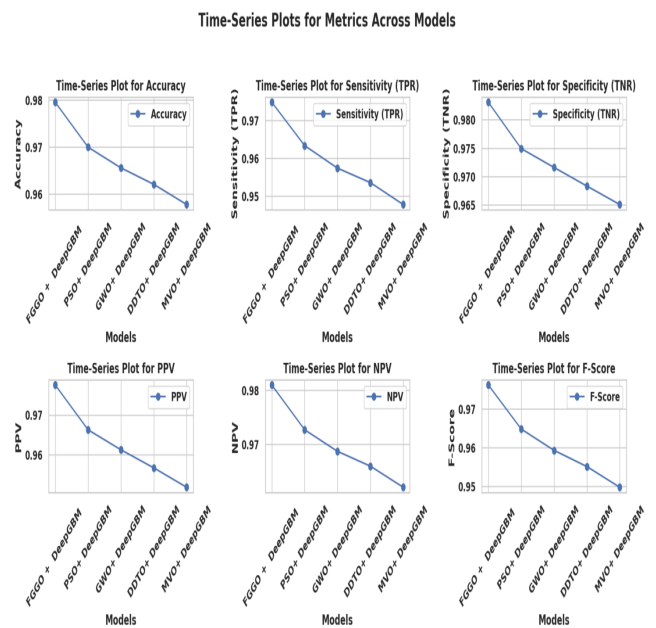 Time-Series Plots for Metrics Across Models
Time-Series Plot for Accuracy
Accuracy
0.98
0.97
0.96
Accuracy
FGGO + DeepGBM
PSO+ DeepGBM
GWO+ DeepGBM
DDTO+ DeepGBM
MVO+ DeepGBM
Models
Time-Series Plot for Sensitivity (TPR)
Sensitivity (TPR)
0.97
0.96
0.95
Sensitivity (TPR)
FGGO + DeepGBM
PSO+ DeepGBM
GWO+ DeepGBM
DDTO+ DeepGBM
MVO+ DeepGBM
Models
Time-Series Plot for Specificity (TNR)
Specificity (TNR)
0.980
0.975
0.970
0.965
Specificity (TNR)
FGGO + DeepGBM
PSO+ DeepGBM
GWO+ DeepGBM
DDTO+ DeepGBM
MVO+ DeepGBM
Models
Time-Series Plot for PPV
PPV
0.97
0.96
PPV
FGGO + DeepGBM
PSO+ DeepGBM
GWO+ DeepGBM
DDTO+ DeepGBM
MVO+ DeepGBM
Models
Time-Series Plot for NPV
NPV
0.98
0.97
NPV
FGGO + DeepGBM
PSO+ DeepGBM
GWO+ DeepGBM
DDTO+ DeepGBM
MVO+ DeepGBM
Models
Time-Series Plot for F-Score
F-Score
0.97
0.96
0.95
F-Score
FGGO + DeepGBM
PSO+ DeepGBM
GWO+ DeepGBM
DDTO+ DeepGBM
MVO+ DeepGBM
Models